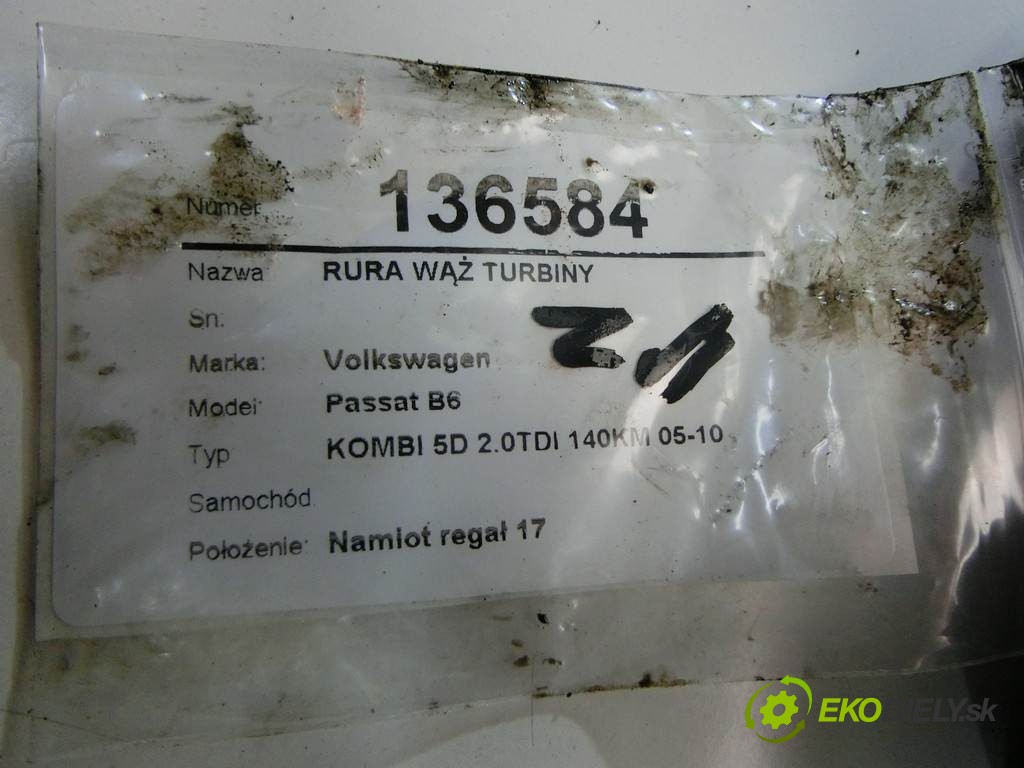 Numer 136584
Nazwa RURA WĄŻ TURBINY
Sn.
Marka: Volkswagen
Model Passat B6
Typ KOMBI 5D 2.0TDI 140KM 05-10
Samochód
Położenie: Namiot regał 17
EKO IELY.sk